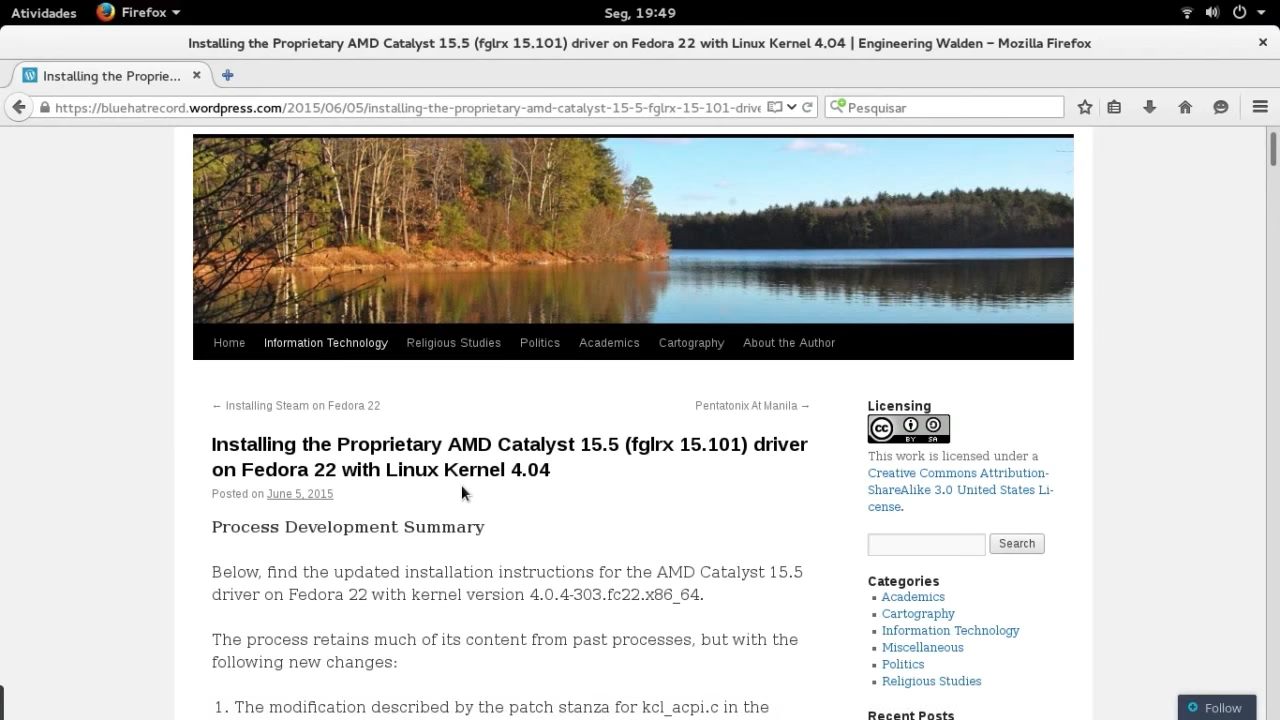 Atividades Firefox Seg, 19:49
Installing the Proprietary AMD Catalyst 15.5 (fglrx 15.101) driver on Fedora 22 with Linux Kernel 4.04 | Engineering Walden – Mozilla Firefox
Installing the Proprie...
https://bluehatrecord.wordpress.com/2015/06/05/installing-the-proprietary-amd-catalyst-15-5-fglrx-15-101-drive Pesquisar
Home Information Technology Religious Studies Politics Academics Cartography About the Author
← Installing Steam on Fedora 22 Pentatonix At Manila →
Installing the Proprietary AMD Catalyst 15.5 (fglrx 15.101) driver
on Fedora 22 with Linux Kernel 4.04
Posted on June 5, 2015
Process Development Summary
Below, find the updated installation instructions for the AMD Catalyst 15.5
driver on Fedora 22 with kernel version 4.0.4-303.fc22.x86_64.
The process retains much of its content from past processes, but with the
following new changes:
1. The modification described by the patch stanza for kcl_acpi.c in the
Licensing
CC BY SA
This work is licensed under a
Creative Commons Attribution-
ShareAlike 3.0 United States Li-
cense.
Search
Categories
Academics
Cartography
Information Technology
Miscellaneous
Politics
Religious Studies
Recent Posts
Follow